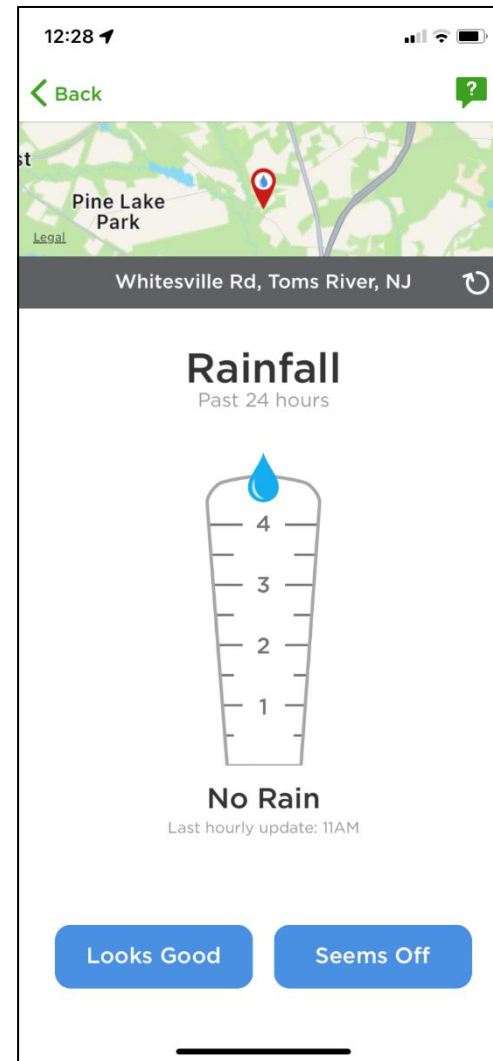 12:28
Back
?
st
Pine Lake
Park
Legal
Whitesville Rd, Toms River, NJ
Rainfall
Past 24 hours
4
3
2
1
No Rain
Last hourly update: 11AM
Looks Good
Seems Off